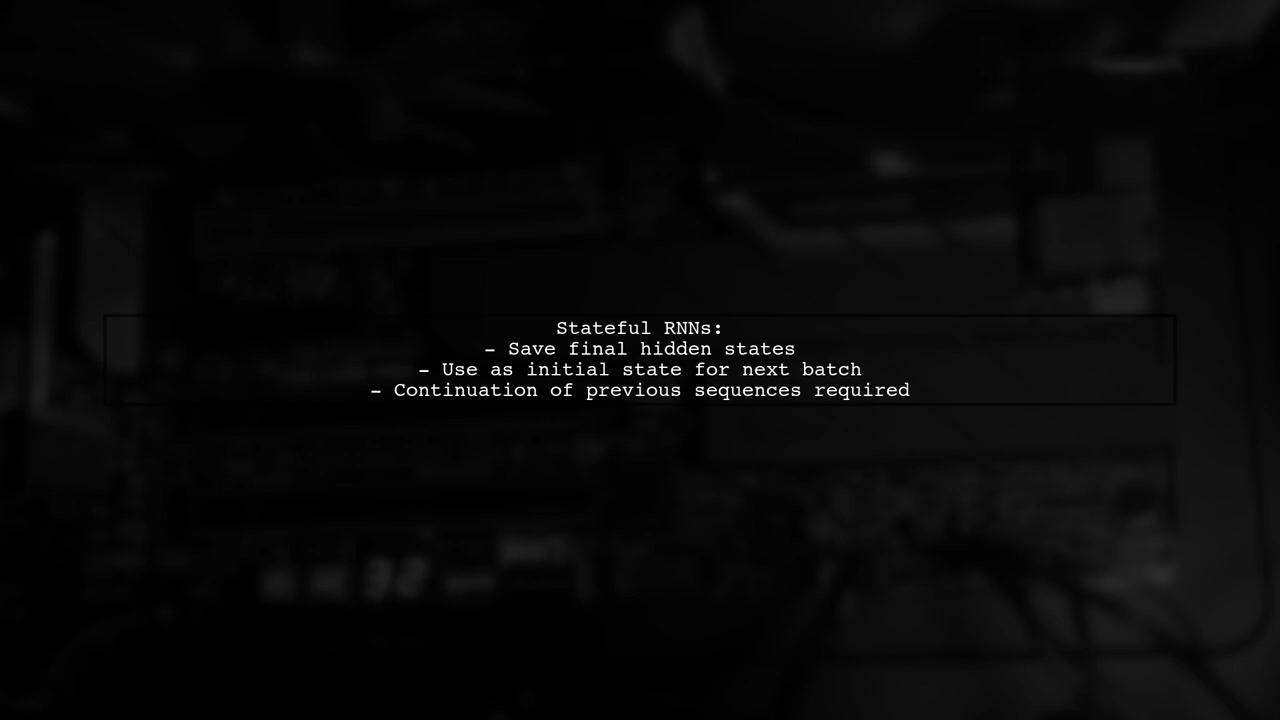 Stateful RNNs:
- Save final hidden states
- Use as initial state for next batch
- Continuation of previous sequences required